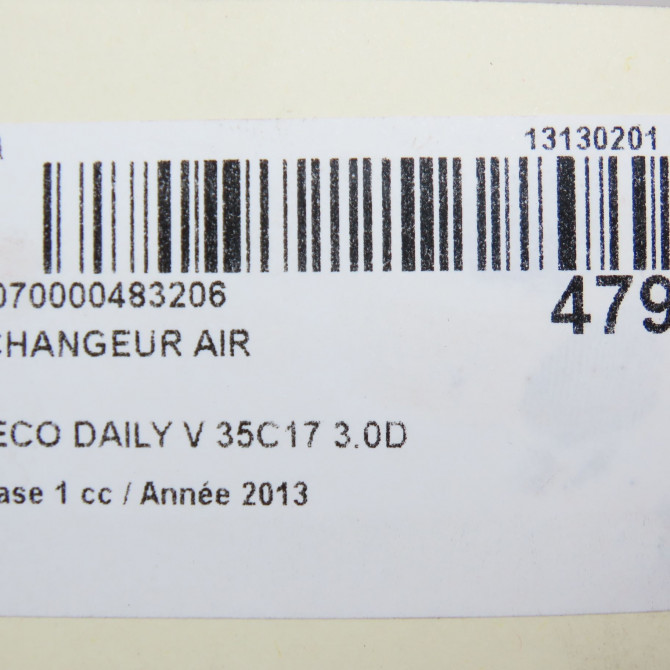 13130201
070000483206
479
CHANGEUR AIR
ECO DAILY V 35C17 3.0D
ase 1 cc / Année 2013